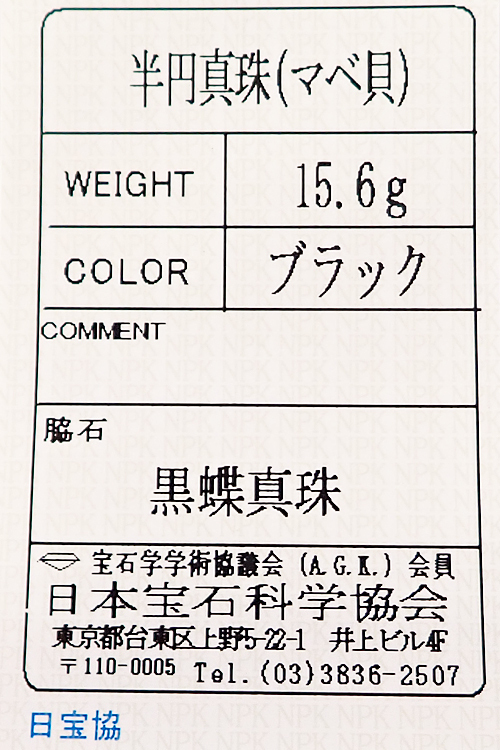 半円真珠(マベ貝)
WEIGHT 15.6g
COLOR ブラック
COMMENT
脇石
黒蝶真珠
宝石学学術協議会 (A.G.K.) 会員
日本宝石科学協会
東京都台東区上野5-22-1 井上ビル4F
〒110-0005 Tel.(03)3836-2507
日宝協